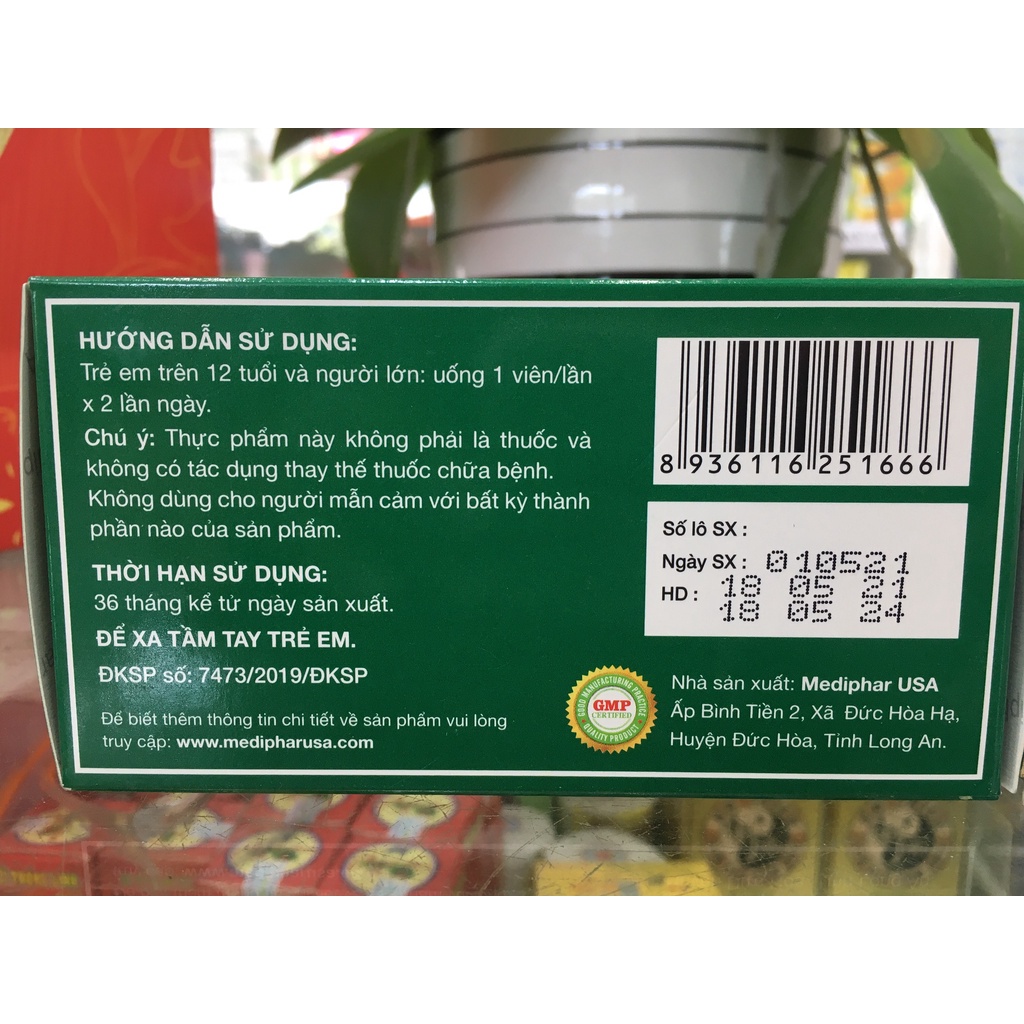 HƯỚNG DẪN SỬ DỤNG:
Trẻ em trên 12 tuổi và người lớn: uống 1 viên/lần
x 2 lần ngày.
Chú ý: Thực phẩm này không phải là thuốc và
không có tác dụng thay thế thuốc chữa bệnh.
Không dùng cho người mẫn cảm với bất kỳ thành
phần nào của sản phẩm.
THỜI HẠN SỬ DỤNG:
36 tháng kể từ ngày sản xuất.
ĐỂ XA TẦM TAY TRẺ EM.
ĐKSP số: 7473/2019/ĐKSP
Để biết thêm thông tin chi tiết về sản phẩm vui lòng
truy cập: www.medipharusa.com
8 936116 251666
Số lô SX :
Ngày SX : 010521
HD : 18 05 21
18 05 24
GOOD MANUFACTURING PRACTICE
GMP
CERTIFIED
QUALITY PRODUCT
Nhà sản xuất: Mediphar USA
Ấp Bình Tiền 2, Xã Đức Hòa Hạ,
Huyện Đức Hòa, Tỉnh Long An.